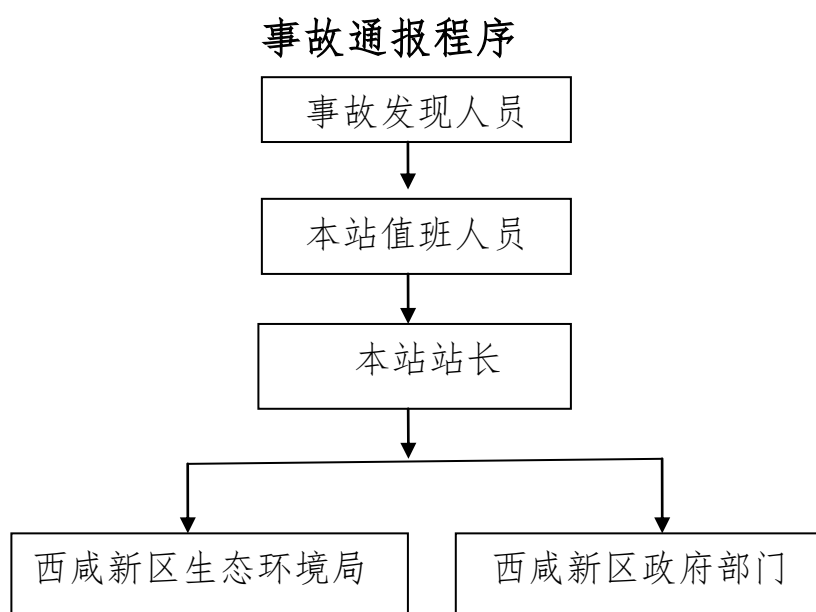 事故通报程序
事故发现人员
本站值班人员
本站站长
西咸新区生态环境局
西咸新区政府部门